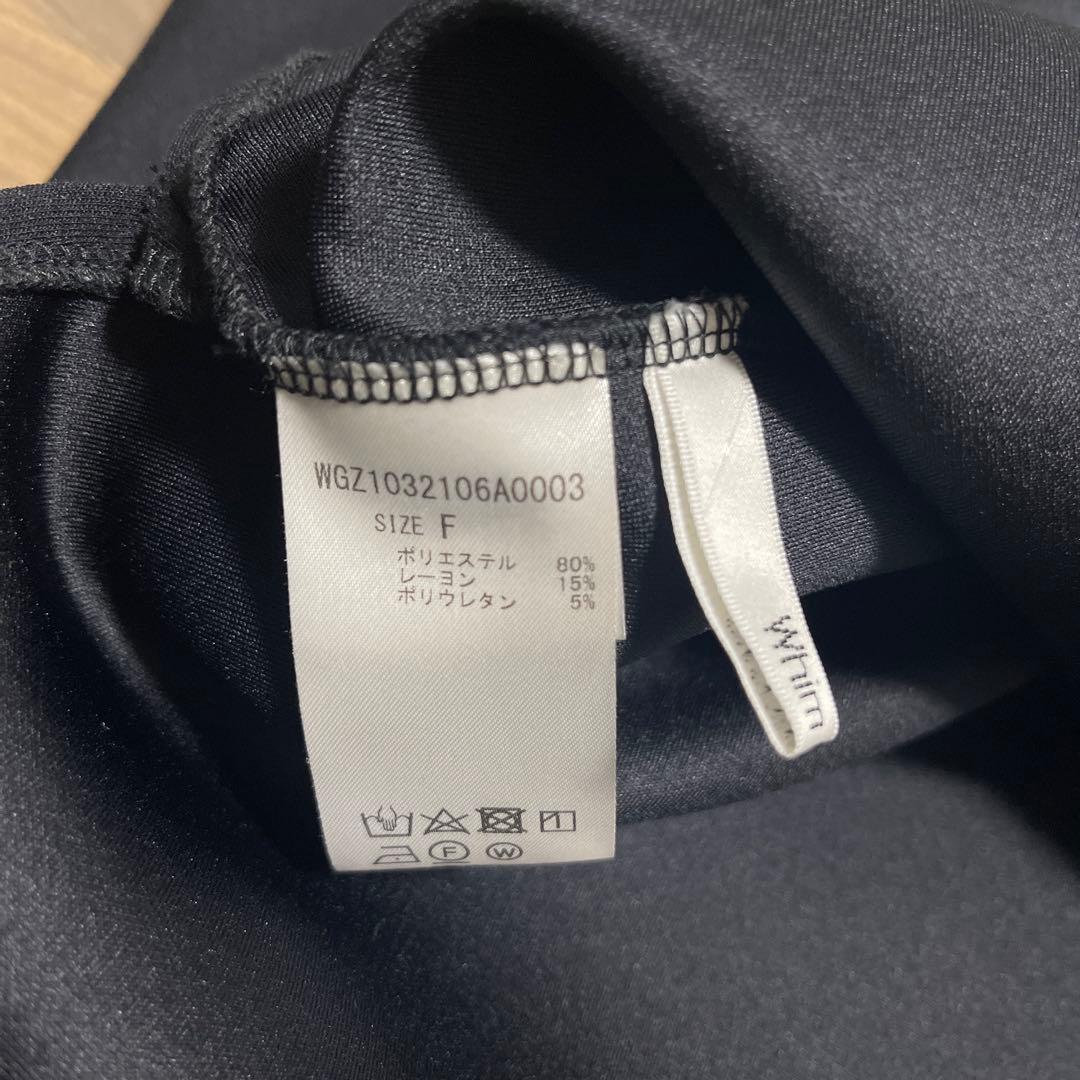 WGZ1032106A0003
SIZE F
ポリエステル 80%
レーヨン 15%
ポリウレタン 5%
F W
Whim